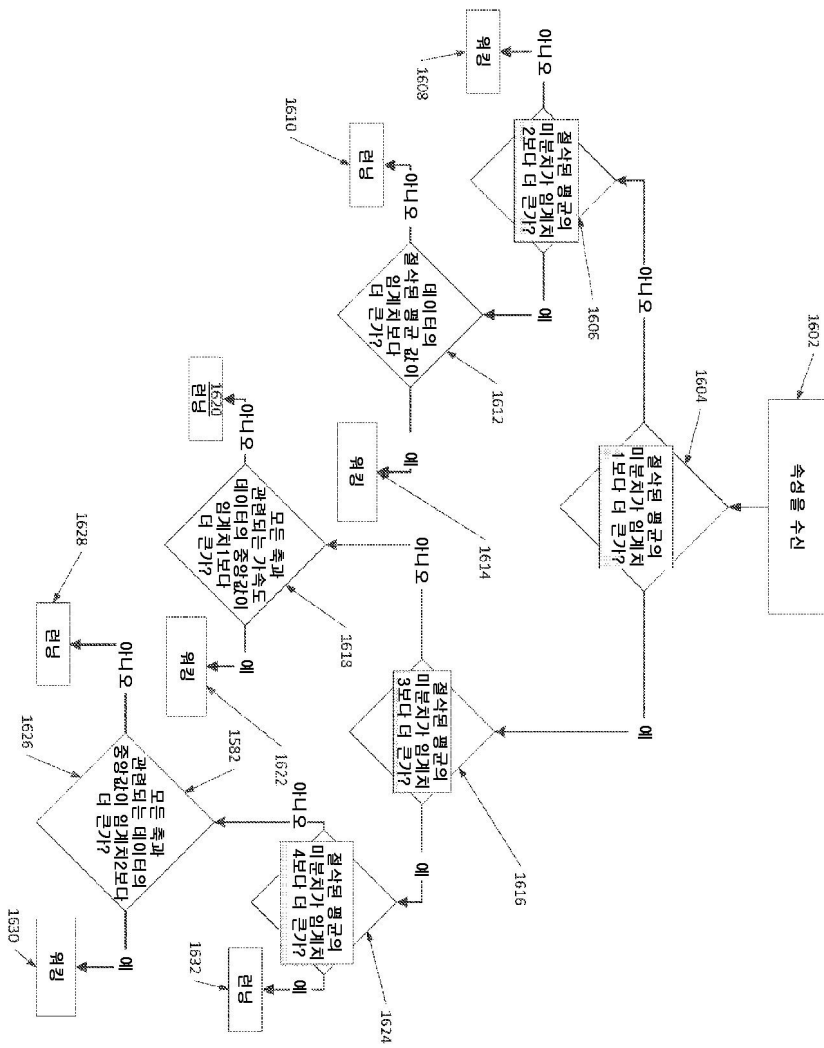 1602
속성을 수신
1604
절삭된 평균의
미분치가 임계치
1보다 더 큰가?
아니오
예
절삭된 평균의
미분치가 임계치
2보다 더 큰가?
1606
아니오
예
워킹
1608
데이터의
절삭된 평균 값이
임계치보다
더 큰가?
1612
아니오
예
런닝
1610
워킹
1614
절삭된 평균의
미분치가 임계치
3보다 더 큰가?
1616
아니오
예
모든 축과
관련되는 가속도
데이터의 중앙값이
임계치1보다
더 큰가?
1618
아니오
예
1620
런닝
워킹
1622
절삭된 평균의
미분치가 임계치
4보다 더 큰가?
1624
아니오
예
런닝
1632
1582
모든 축과
관련되는 데이터의
중앙값이 임계치2보다
더 큰가?
1626
아니오
예
런닝
1628
워킹
1630